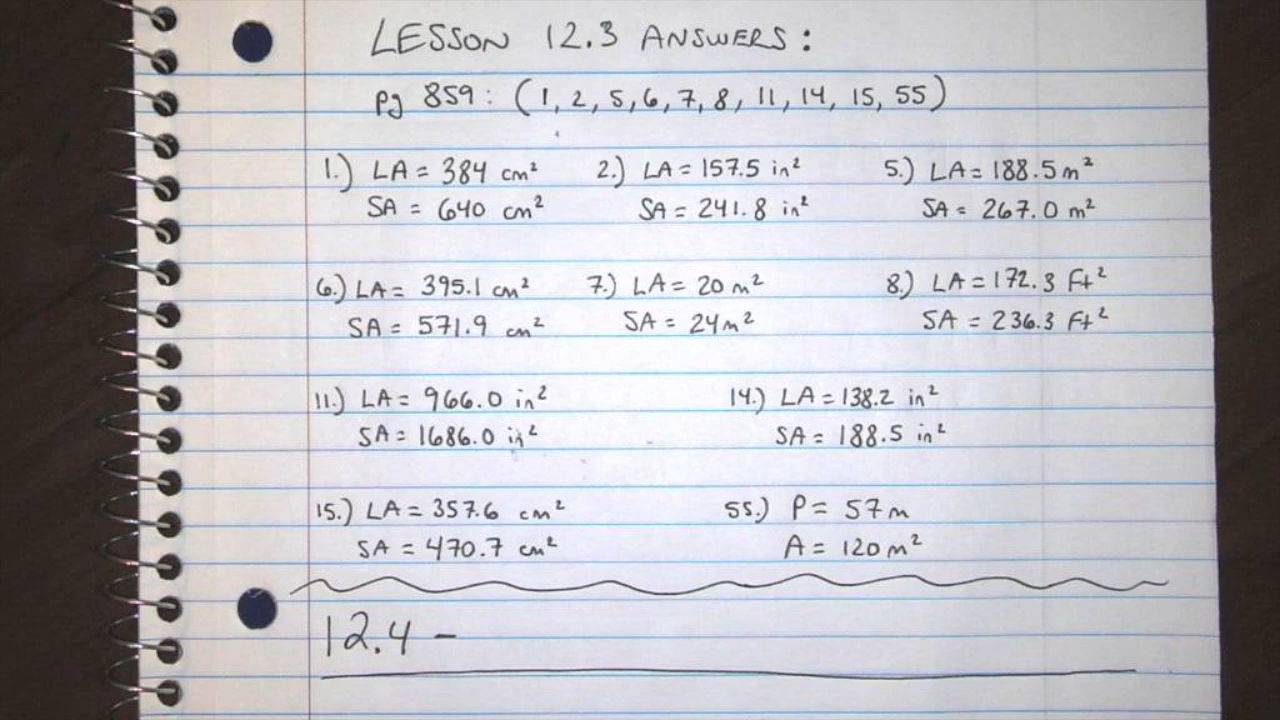 LESSON 12.3 ANSWERS:
pg 859: (1, 2, 5, 6, 7, 8, 11, 14, 15, 55)
1.) LA = 384 cm² 2.) LA = 157.5 in² 5.) LA = 188.5 m²
SA = 640 cm² SA = 241.8 in² SA = 267.0 m²
6.) LA = 395.1 cm² 7.) LA = 20 m² 8.) LA = 172.3 Ft²
SA = 571.9 cm² SA = 24 m² SA = 236.3 Ft²
11.) LA = 966.0 in² 14.) LA = 138.2 in²
SA = 1686.0 in² SA = 188.5 in²
15.) LA = 357.6 cm² 55.) P = 57 m
SA = 470.7 cm² A = 120 m²
12.4 -